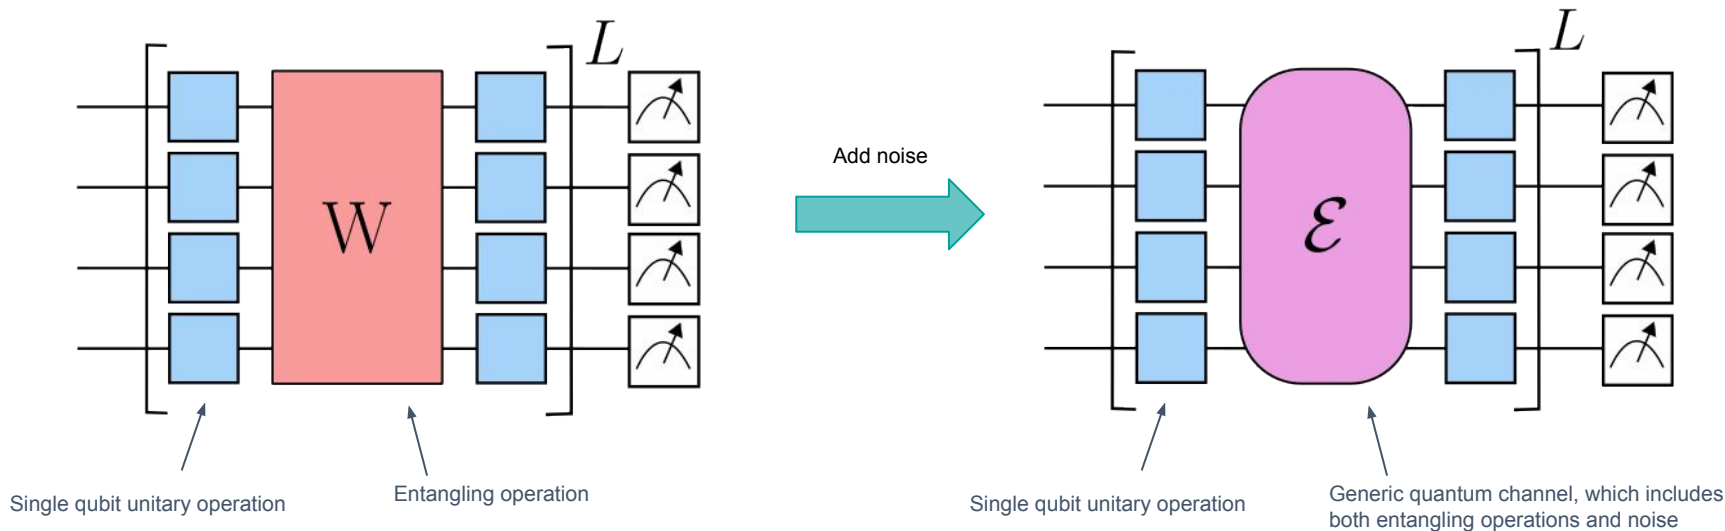 L
W
Single qubit unitary operation
Entangling operation
Add noise
L
ℰ
Single qubit unitary operation
Generic quantum channel, which includes
both entangling operations and noise